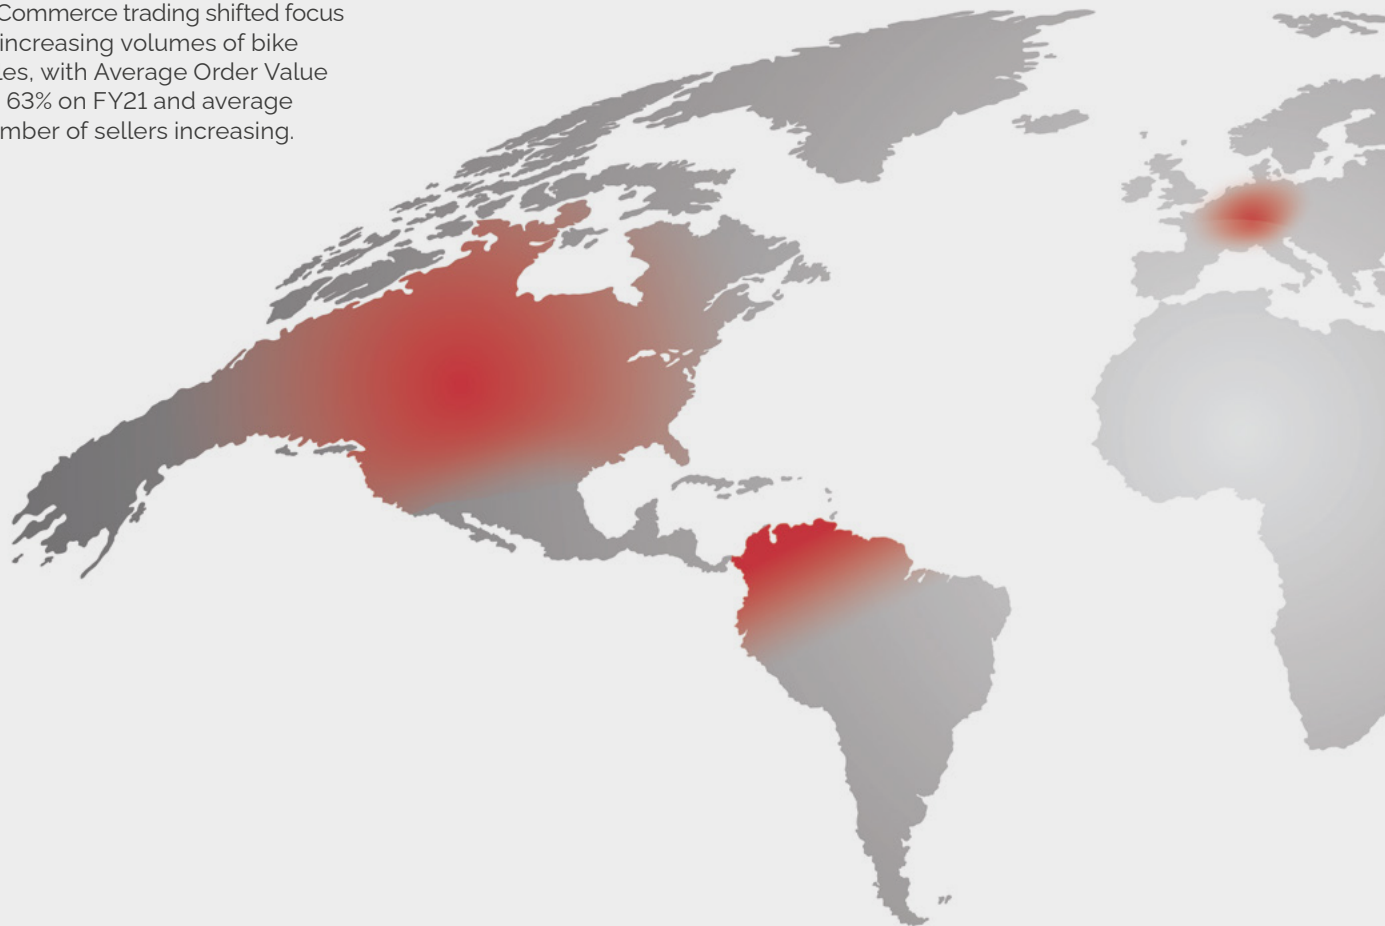 Commerce trading shifted focus
increasing volumes of bike
les, with Average Order Value
63% on FY21 and average
mber of sellers increasing.